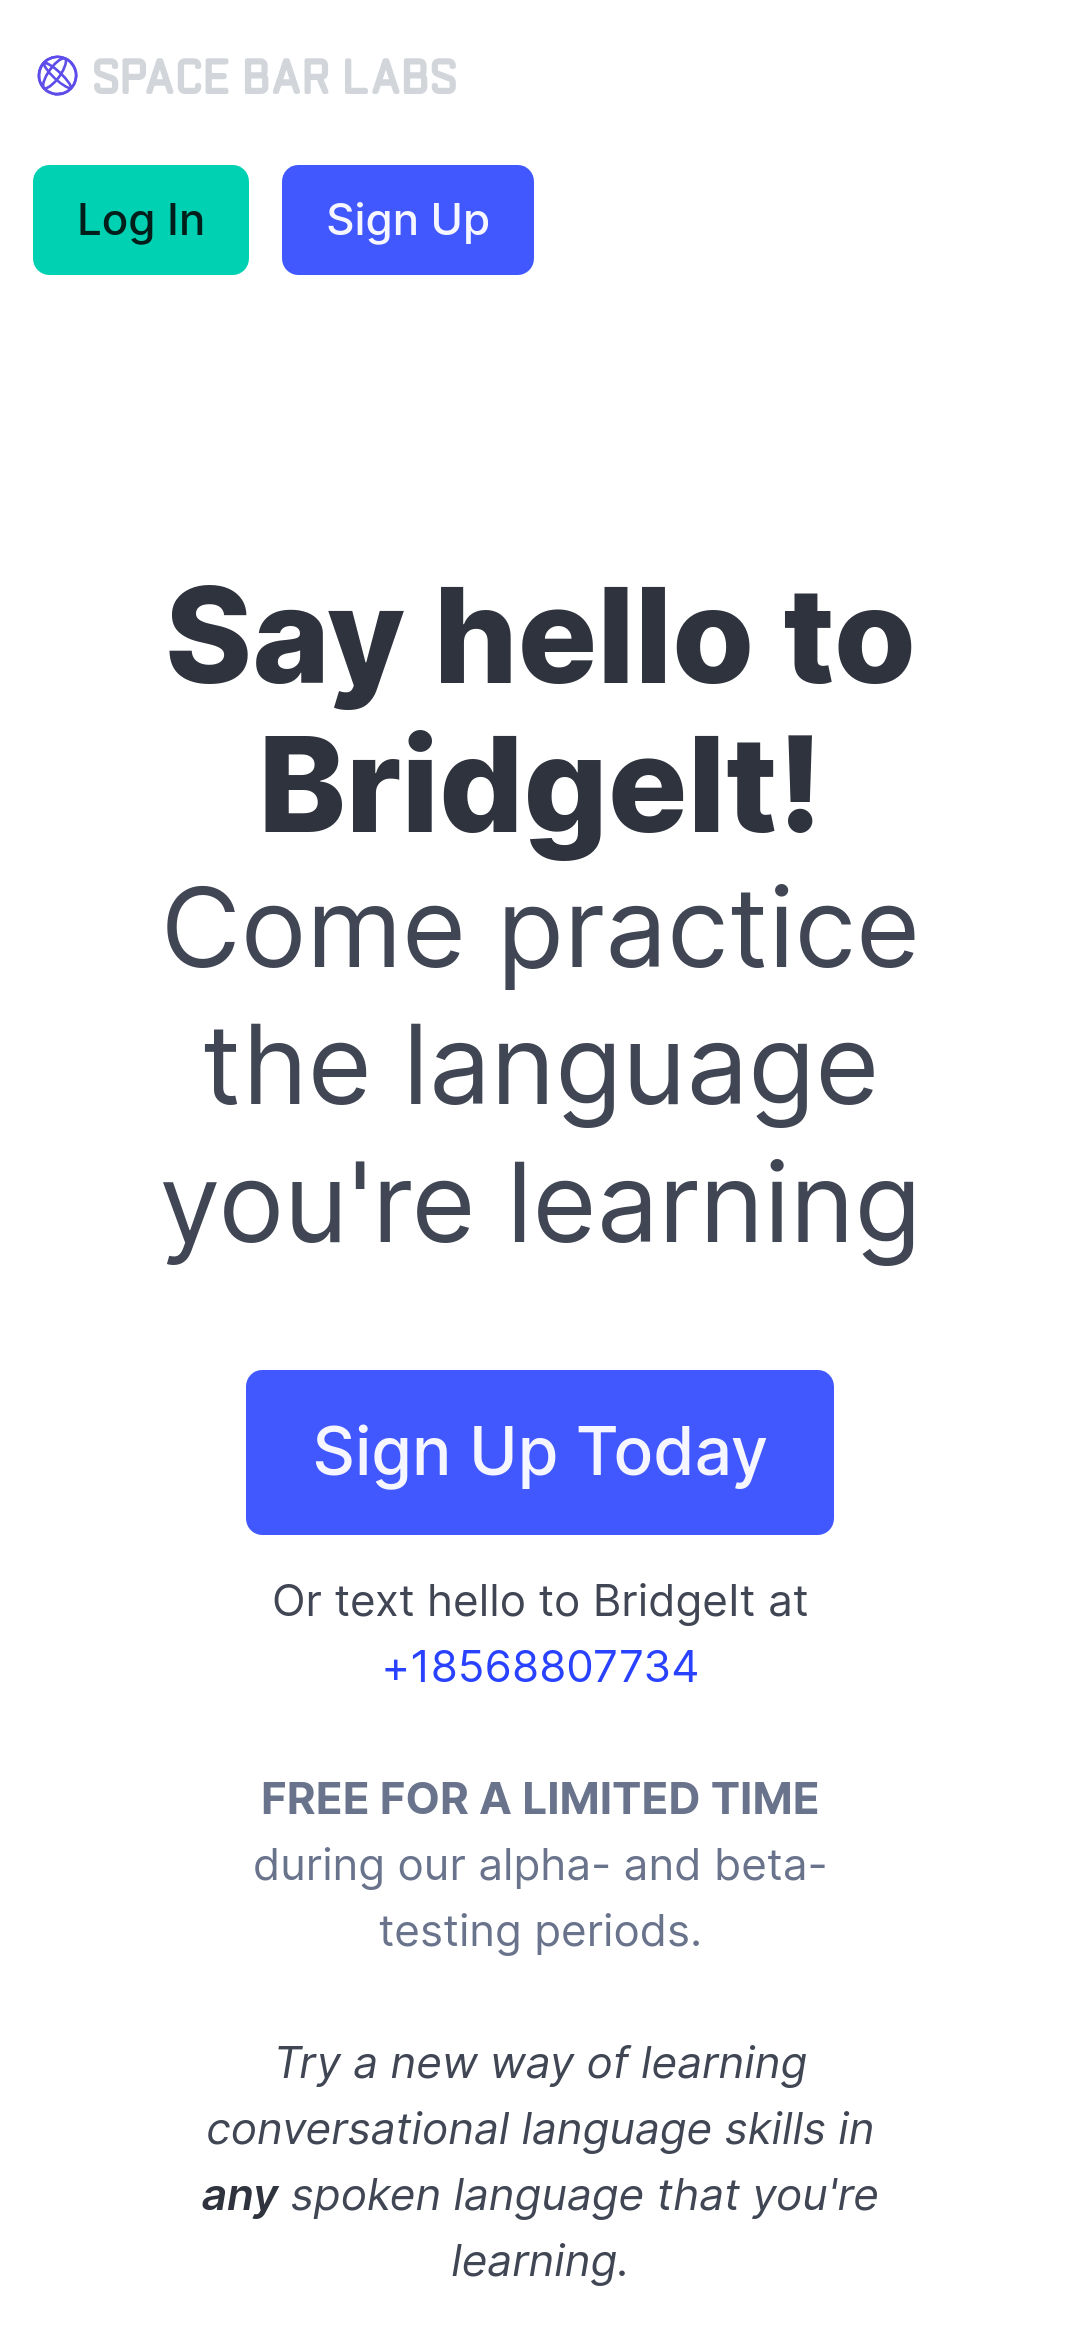 SPACE BAR LABS
Log In
Sign Up
Say hello to
BridgeIt!
Come practice
the language
you're learning
Sign Up Today
Or text hello to BridgeIt at
+18568807734
FREE FOR A LIMITED TIME
during our alpha- and beta-
testing periods.
Try a new way of learning
conversational language skills in
any spoken language that you're
learning.